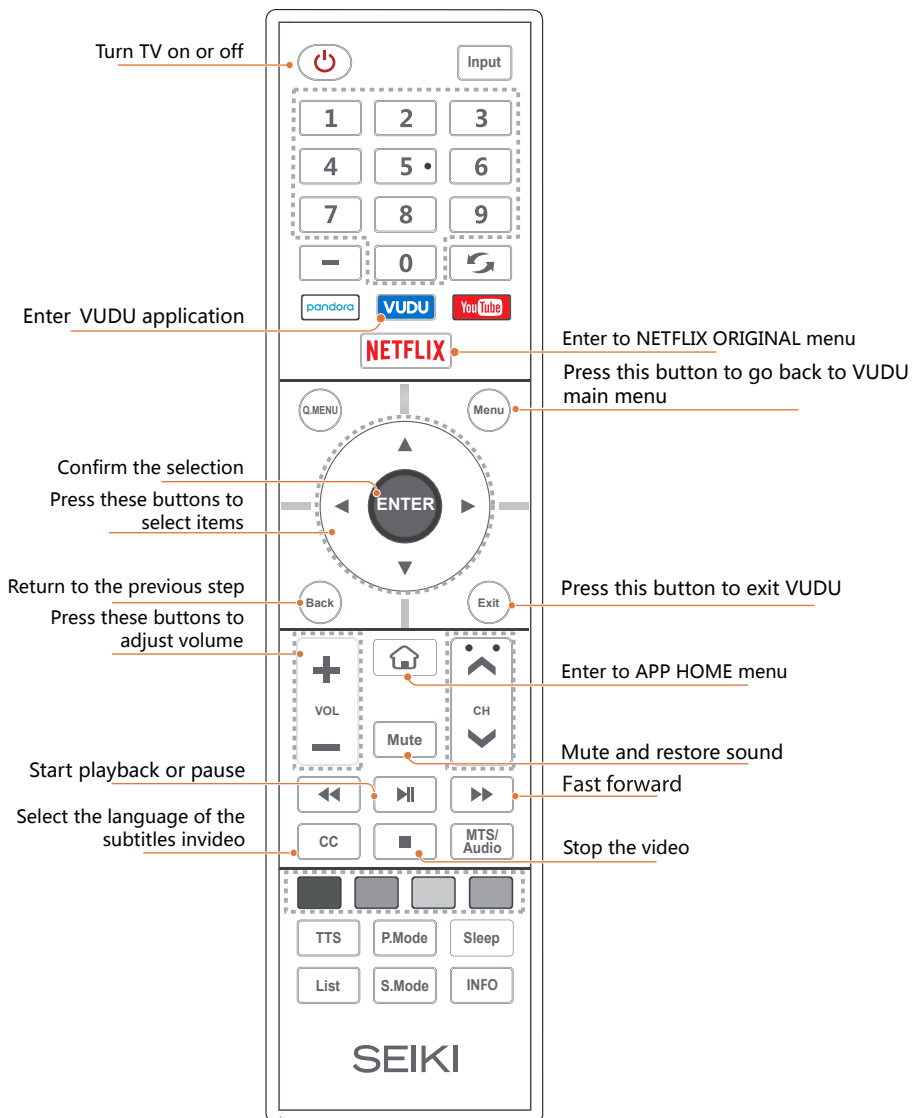 Turn TV on or off
Input
1 2 3
4 5 6
7 8 9
0
pandora VUDU YouTube
Enter VUDU application
NETFLIX
Enter to NETFLIX ORIGINAL menu
Press this button to go back to VUDU
main menu
Q.MENU
Menu
Confirm the selection
ENTER
Press these buttons to
select items
Return to the previous step
Back
Exit
Press this button to exit VUDU
Press these buttons to
adjust volume
Enter to APP HOME menu
VOL
CH
Mute
Mute and restore sound
Start playback or pause
Fast forward
Select the language of the
subtitles invideo
CC
MTS/
Audio
Stop the video
TTS P.Mode Sleep
List S.Mode INFO
SEIKI